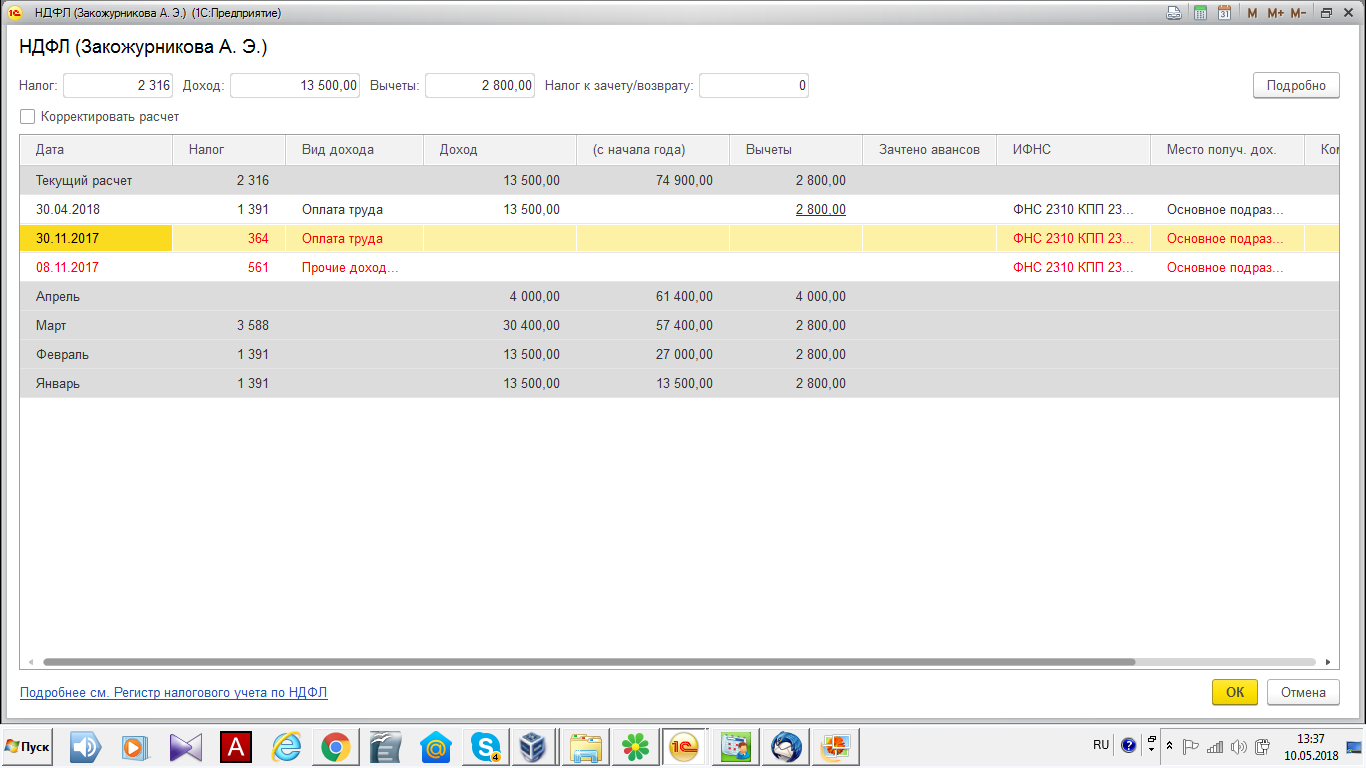 НДФЛ (Закожурникова А. Э.) (1С:Предприятие)
M M+ M-
НДФЛ (Закожурникова А. Э.)
Налог: 2 316 Доход: 13 500,00 Вычеты: 2 800,00 Налог к зачету/возврату: 0 Подробно
Корректировать расчет
Дата Налог Вид дохода Доход (с начала года) Вычеты Зачтено авансов ИФНС Место получ. дох. Ком
Текущий расчет 2 316 13 500,00 74 900,00 2 800,00
30.04.2018 1 391 Оплата труда 13 500,00 2 800,00 ФНС 2310 КПП 23... Основное подраз...
30.11.2017 364 Оплата труда ФНС 2310 КПП 23... Основное подраз...
08.11.2017 561 Прочие доход... ФНС 2310 КПП 23... Основное подраз...
Апрель 4 000,00 61 400,00 4 000,00
Март 3 588 30 400,00 57 400,00 2 800,00
Февраль 1 391 13 500,00 27 000,00 2 800,00
Январь 1 391 13 500,00 13 500,00 2 800,00
Подробнее см. Регистр налогового учета по НДФЛ
ОК Отмена
Пуск
RU
13:37
10.05.2018